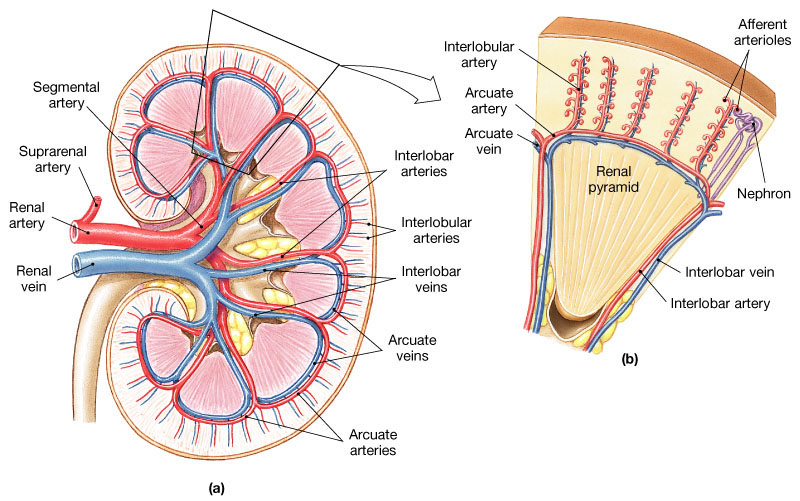 Segmental
artery
Suprarenal
artery
Renal
artery
Renal
vein
Interlobar
arteries
Interlobular
arteries
Interlobar
veins
Arcuate
veins
Arcuate
arteries
(a)
Interlobular
artery
Arcuate
artery
Arcuate
vein
Afferent
arterioles
Renal
pyramid
Nephron
Interlobar vein
Interlobar artery
(b)